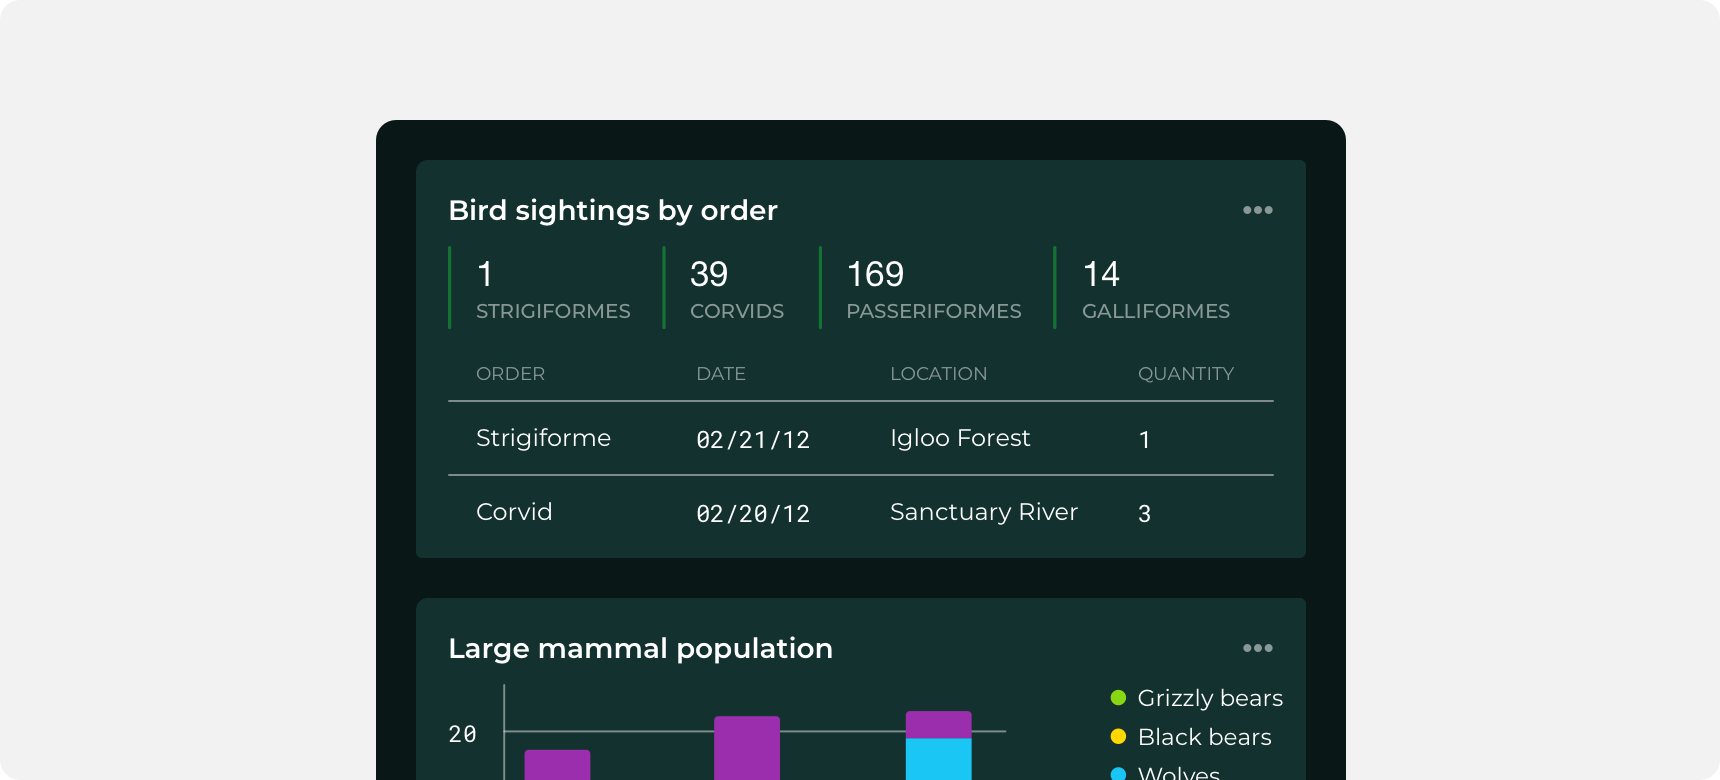 Bird sightings by order
1 39 169 14
STRIGIFORMES CORVIDS PASSERIFORMES GALLIFORMES
ORDER DATE LOCATION QUANTITY
Strigiforme 02/21/12 Igloo Forest 1
Corvid 02/20/12 Sanctuary River 3
Large mammal population
Grizzly bears
20 Black bears
Wolves